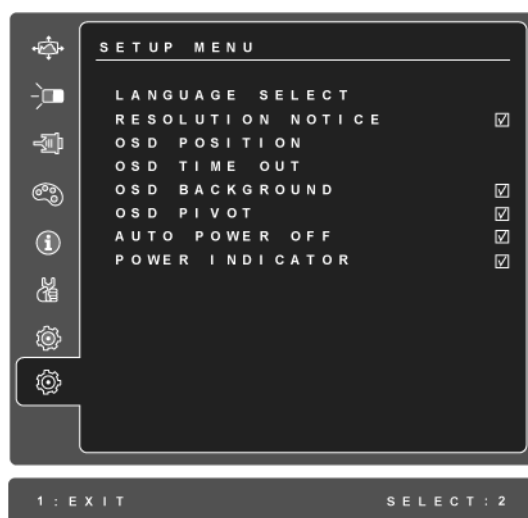 SETUP MENU
LANGUAGE SELECT
RESOLUTION NOTICE
OSD POSITION
OSD TIME OUT
OSD BACKGROUND
OSD PIVOT
AUTO POWER OFF
POWER INDICATOR
1:EXIT SELECT:2